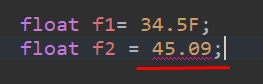 float f1= 34.5F;
float f2 = 45.09;